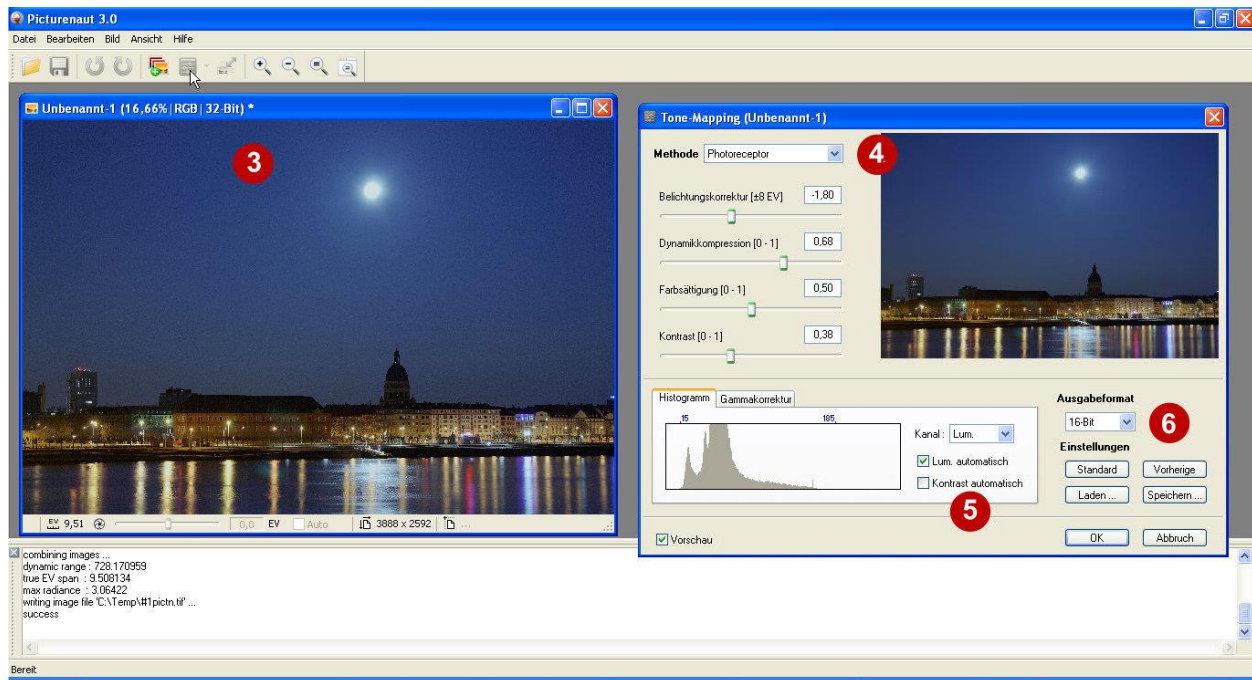 Picturenaut 3.0
Datei Bearbeiten Bild Ansicht Hilfe
Unbenannt-1 (16,66% | RGB | 32-Bit) *
3
EV 9,51
0,0 EV
Auto
3888 x 2592
...
Tone-Mapping (Unbenannt-1)
Methode Photoreceptor
4
Belichtungskorrektur [±8 EV] -1,80
Dynamikkompression [0 - 1] 0,68
Farbsättigung [0 - 1] 0,50
Kontrast [0 - 1] 0,38
Histogramm Gammakorrektur
15 185
Kanal : Lum.
Lum. automatisch
Kontrast automatisch
5
Ausgabeformat
16-Bit
6
Einstellungen
Standard Vorherige
Laden ... Speichern ...
Vorschau
OK Abbruch
combining images ...
dynamic range : 728.170959
true EV span : 9.508134
max radiance : 3.06422
writing image file 'C:\Temp\#1pictn.tif' ...
success
Bereit